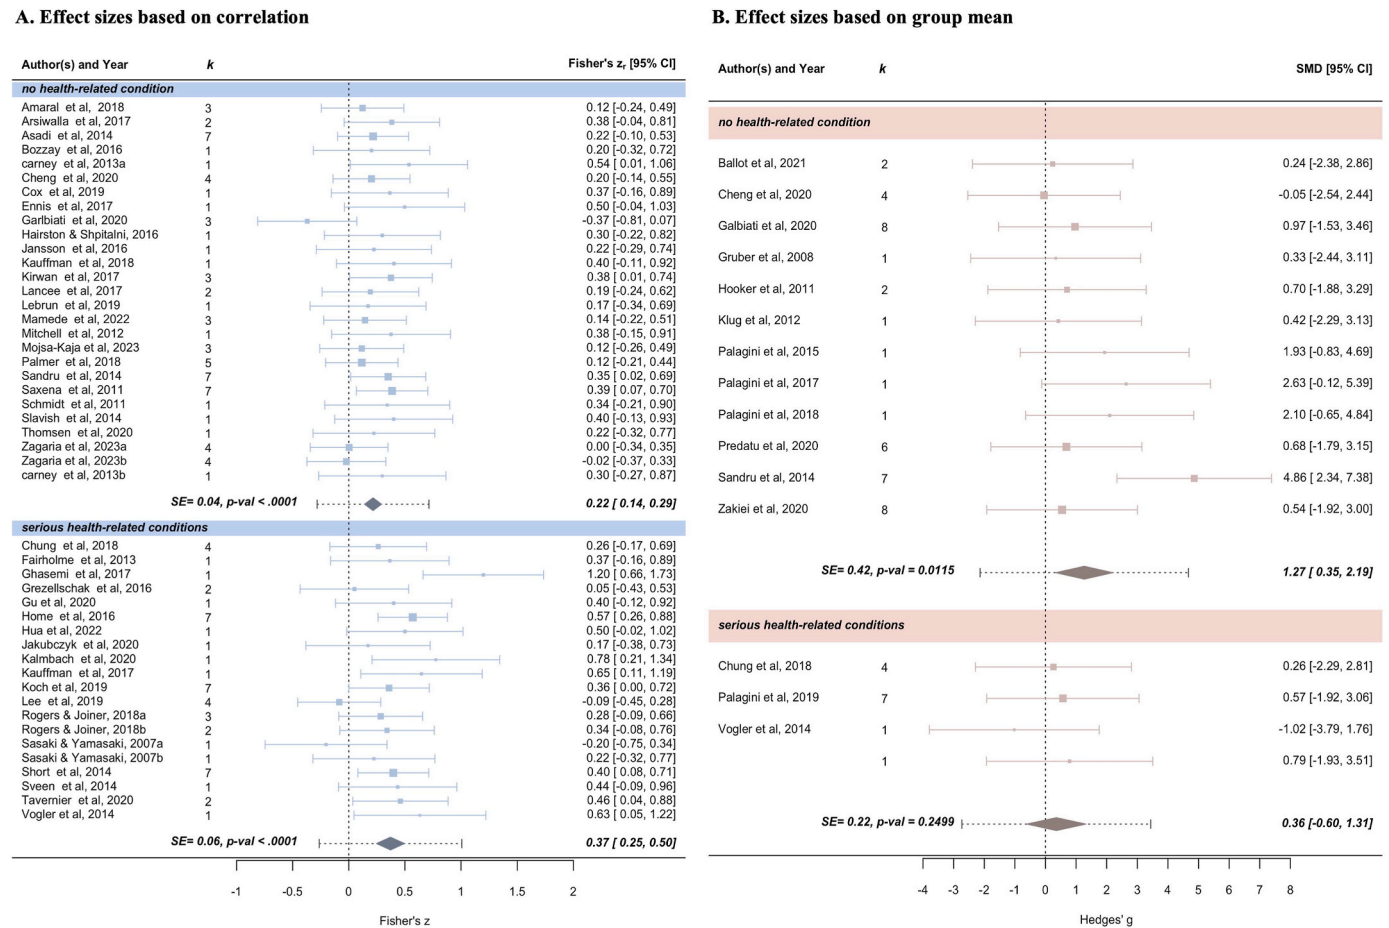 A. Effect sizes based on correlation
Author(s) and Year k Fisher's zr [95% CI]
no health-related condition
Amaral et al, 2018 3 0.12 [-0.24, 0.49]
Arsiwalla et al, 2017 2 0.38 [-0.04, 0.81]
Asadi et al, 2014 7 0.22 [-0.10, 0.53]
Bozzay et al, 2016 1 0.20 [-0.32, 0.72]
carney et al, 2013a 1 0.54 [ 0.01, 1.06]
Cheng et al, 2020 4 0.20 [-0.14, 0.55]
Cox et al, 2019 1 0.37 [-0.16, 0.89]
Ennis et al, 2017 1 0.50 [-0.04, 1.03]
Garlbiati et al, 2020 3 -0.37 [-0.81, 0.07]
Hairston & Shpitalni, 2016 1 0.30 [-0.22, 0.82]
Jansson et al, 2016 1 0.22 [-0.29, 0.74]
Kauffman et al, 2018 1 0.40 [-0.11, 0.92]
Kirwan et al, 2017 3 0.38 [ 0.01, 0.74]
Lancee et al, 2017 2 0.19 [-0.24, 0.62]
Lebrun et al, 2019 1 0.17 [-0.34, 0.69]
Mamede et al, 2022 3 0.14 [-0.22, 0.51]
Mitchell et al, 2012 1 0.38 [-0.15, 0.91]
Mojsa-Kaja et al, 2023 3 0.12 [-0.26, 0.49]
Palmer et al, 2018 5 0.12 [-0.21, 0.44]
Sandru et al, 2014 7 0.35 [ 0.02, 0.69]
Saxena et al, 2011 7 0.39 [ 0.07, 0.70]
Schmidt et al, 2011 1 0.34 [-0.21, 0.90]
Slavish et al, 2014 1 0.40 [-0.13, 0.93]
Thomsen et al, 2020 1 0.22 [-0.32, 0.77]
Zagaria et al, 2023a 4 0.00 [-0.34, 0.35]
Zagaria et al, 2023b 4 -0.02 [-0.37, 0.33]
carney et al, 2013b 1 0.30 [-0.27, 0.87]
SE= 0.04, p-val < .0001 0.22 [ 0.14, 0.29]
serious health-related conditions
Chung et al, 2018 4 0.26 [-0.17, 0.69]
Fairholme et al, 2013 1 0.37 [-0.16, 0.89]
Ghasemi et al, 2017 1 1.20 [ 0.66, 1.73]
Grezellschak et al, 2016 2 0.05 [-0.43, 0.53]
Gu et al, 2020 1 0.40 [-0.12, 0.92]
Home et al, 2016 7 0.57 [ 0.26, 0.88]
Hua et al, 2022 1 0.50 [-0.02, 1.02]
Jakubczyk et al, 2020 1 0.17 [-0.38, 0.73]
Kalmbach et al, 2020 1 0.78 [ 0.21, 1.34]
Kauffman et al, 2017 1 0.65 [ 0.11, 1.19]
Koch et al, 2019 7 0.36 [ 0.00, 0.72]
Lee et al, 2019 4 -0.09 [-0.45, 0.28]
Rogers & Joiner, 2018a 3 0.28 [-0.09, 0.66]
Rogers & Joiner, 2018b 2 0.34 [-0.08, 0.76]
Sasaki & Yamasaki, 2007a 1 -0.20 [-0.75, 0.34]
Sasaki & Yamasaki, 2007b 1 0.22 [-0.32, 0.77]
Short et al, 2014 7 0.40 [ 0.08, 0.71]
Sveen et al, 2014 1 0.44 [-0.09, 0.96]
Tavernier et al, 2020 2 0.46 [ 0.04, 0.88]
Vogler et al, 2014 1 0.63 [ 0.05, 1.22]
SE= 0.06, p-val < .0001 0.37 [ 0.25, 0.50]
-1 -0.5 0 0.5 1 1.5 2
Fisher's z
B. Effect sizes based on group mean
Author(s) and Year k SMD [95% CI]
no health-related condition
Ballot et al, 2021 2 0.24 [-2.38, 2.86]
Cheng et al, 2020 4 -0.05 [-2.54, 2.44]
Galbiati et al, 2020 8 0.97 [-1.53, 3.46]
Gruber et al, 2008 1 0.33 [-2.44, 3.11]
Hooker et al, 2011 2 0.70 [-1.88, 3.29]
Klug et al, 2012 1 0.42 [-2.29, 3.13]
Palagini et al, 2015 1 1.93 [-0.83, 4.69]
Palagini et al, 2017 1 2.63 [-0.12, 5.39]
Palagini et al, 2018 1 2.10 [-0.65, 4.84]
Predatu et al, 2020 6 0.68 [-1.79, 3.15]
Sandru et al, 2014 7 4.86 [ 2.34, 7.38]
Zakiei et al, 2020 8 0.54 [-1.92, 3.00]
SE= 0.42, p-val = 0.0115 1.27 [ 0.35, 2.19]
serious health-related conditions
Chung et al, 2018 4 0.26 [-2.29, 2.81]
Palagini et al, 2019 7 0.57 [-1.92, 3.06]
Vogler et al, 2014 1 -1.02 [-3.79, 1.76]
1 0.79 [-1.93, 3.51]
SE= 0.22, p-val = 0.2499 0.36 [-0.60, 1.31]
-4 -3 -2 -1 0 1 2 3 4 5 6 7 8
Hedges' g